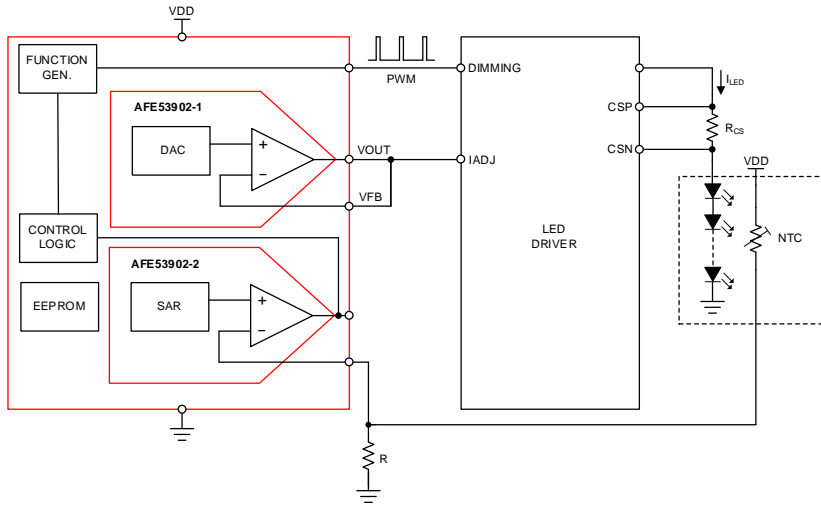 VDD
FUNCTION
GEN.
PWM
DIMMING
ILED
CSP
RCS
AFE53902-1
DAC
+
−
VOUT
VFB
IADJ
CSN
VDD
CONTROL
LOGIC
LED
DRIVER
NTC
AFE53902-2
EEPROM
SAR
+
−
R